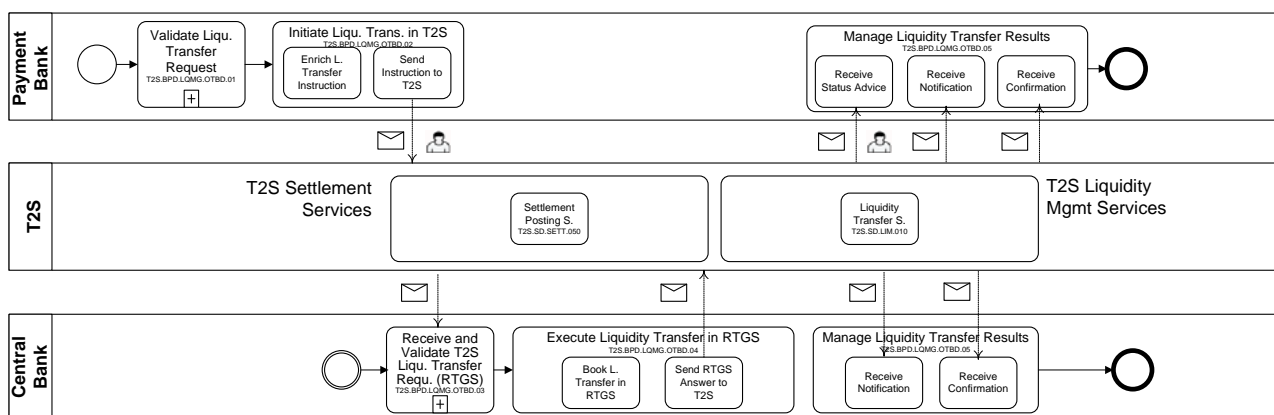 Payment
Bank
Validate Liqu.
Transfer
Request
T2S.BPD.LQMG.OTBD.01
Initiate Liqu. Trans. in T2S
T2S.BPD.LQMG.OTBD.02
Enrich L.
Transfer
Instruction
Send
Instruction to
T2S
Manage Liquidity Transfer Results
T2S.BPD.LQMG.OTBD.05
Receive
Status Advice
Receive
Notification
Receive
Confirmation
T2S
T2S Settlement
Services
Settlement
Posting S.
T2S.SD.SETT.050
Liquidity
Transfer S.
T2S.SD.LIM.010
T2S Liquidity
Mgmt Services
Central
Bank
Receive and
Validate T2S
Liqu. Transfer
Requ. (RTGS)
T2S.BPD.LQMG.OTBD.03
Execute Liquidity Transfer in RTGS
T2S.BPD.LQMG.OTBD.04
Book L.
Transfer in
RTGS
Send RTGS
Answer to
T2S
Manage Liquidity Transfer Results
T2S.BPD.LQMG.OTBD.05
Receive
Notification
Receive
Confirmation